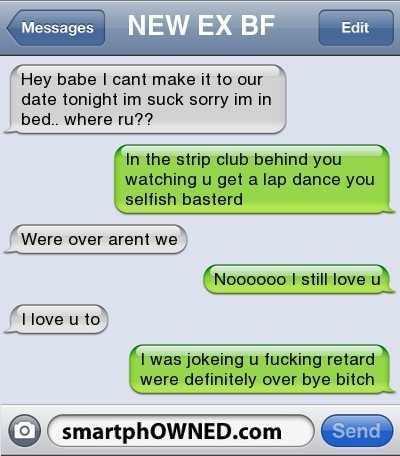 Messages
NEW EX BF
Edit
Hey babe I cant make it to our
date tonight im suck sorry im in
bed.. where ru??
In the strip club behind you
watching u get a lap dance you
selfish basterd
Were over arent we
Noooooo I still love u
I love u to
I was jokeing u fucking retard
were definitely over bye bitch
smartphOWNED.com
Send